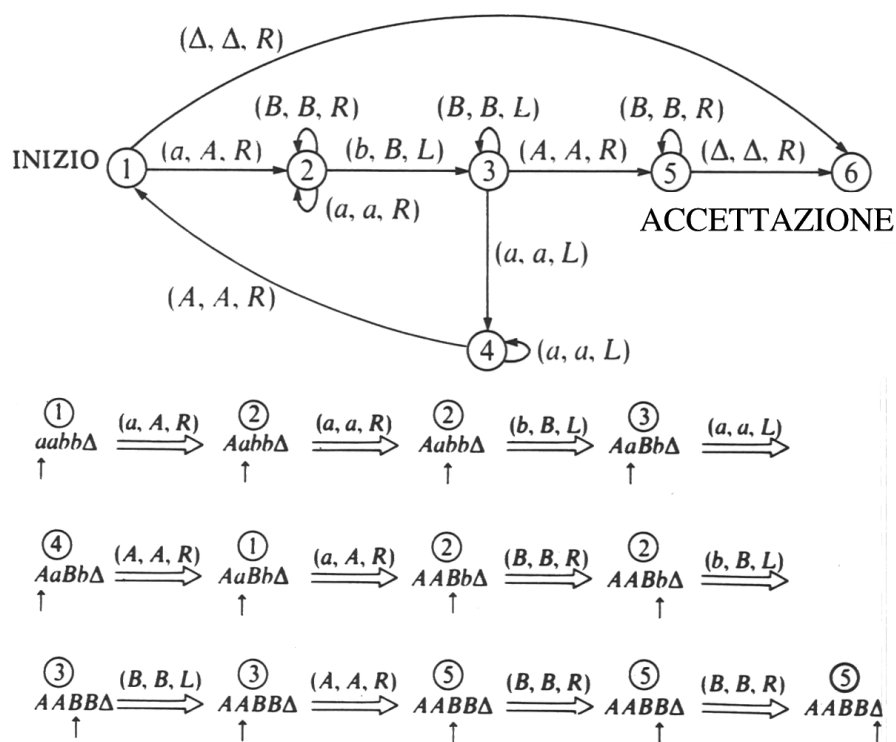 (Δ, Δ, R)
(B, B, R) (B, B, L) (B, B, R)
INIZIO 1 (a, A, R) 2 (b, B, L) 3 (A, A, R) 5 (Δ, Δ, R) 6
(a, a, R) ACCETTAZIONE
(a, a, L)
(A, A, R)
4 (a, a, L)
1 (a, A, R) 2 (a, a, R) 2 (b, B, L) 3 (a, a, L)
aabbΔ AabbΔ AabbΔ AaBbΔ
4 (A, A, R) 1 (a, A, R) 2 (B, B, R) 2 (b, B, L)
AaBbΔ AaBbΔ AABbΔ AABbΔ
3 (B, B, L) 3 (A, A, R) 5 (B, B, R) 5 (B, B, R) 5
AABBΔ AABBΔ AABBΔ AABBΔ AABBΔ